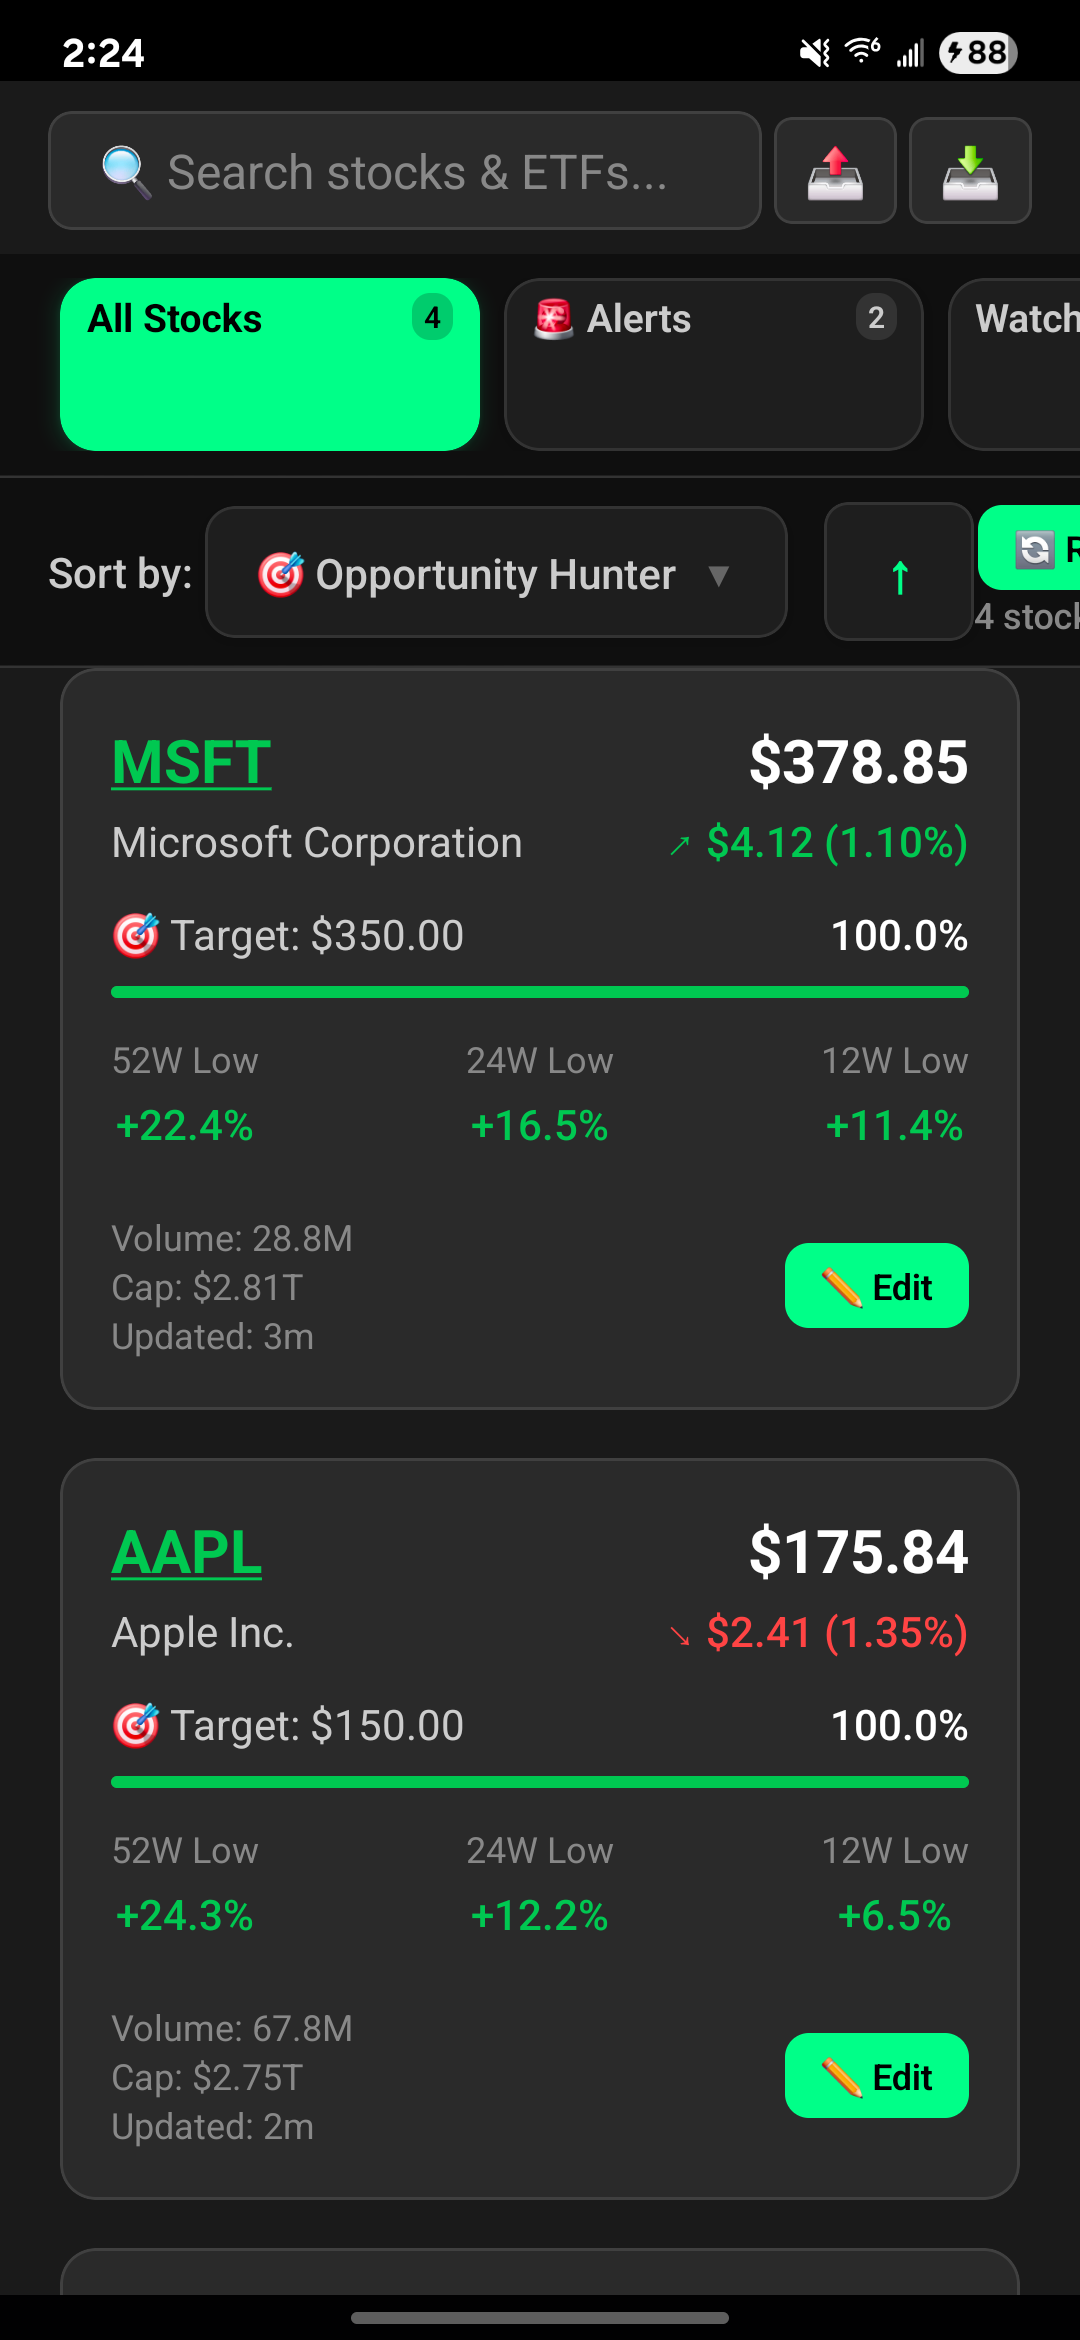 2:24
6
88
🔍 Search stocks & ETFs...
All Stocks 4
🚨 Alerts 2
Watch
Sort by:
🎯 Opportunity Hunter ▼
↑
4 stock
MSFT
$378.85
Microsoft Corporation
↗ $4.12 (1.10%)
🎯 Target: $350.00
100.0%
52W Low 24W Low 12W Low
+22.4% +16.5% +11.4%
Volume: 28.8M
Cap: $2.81T
Updated: 3m
✏️ Edit
AAPL
$175.84
Apple Inc.
↘ $2.41 (1.35%)
🎯 Target: $150.00
100.0%
52W Low 24W Low 12W Low
+24.3% +12.2% +6.5%
Volume: 67.8M
Cap: $2.75T
Updated: 2m
✏️ Edit